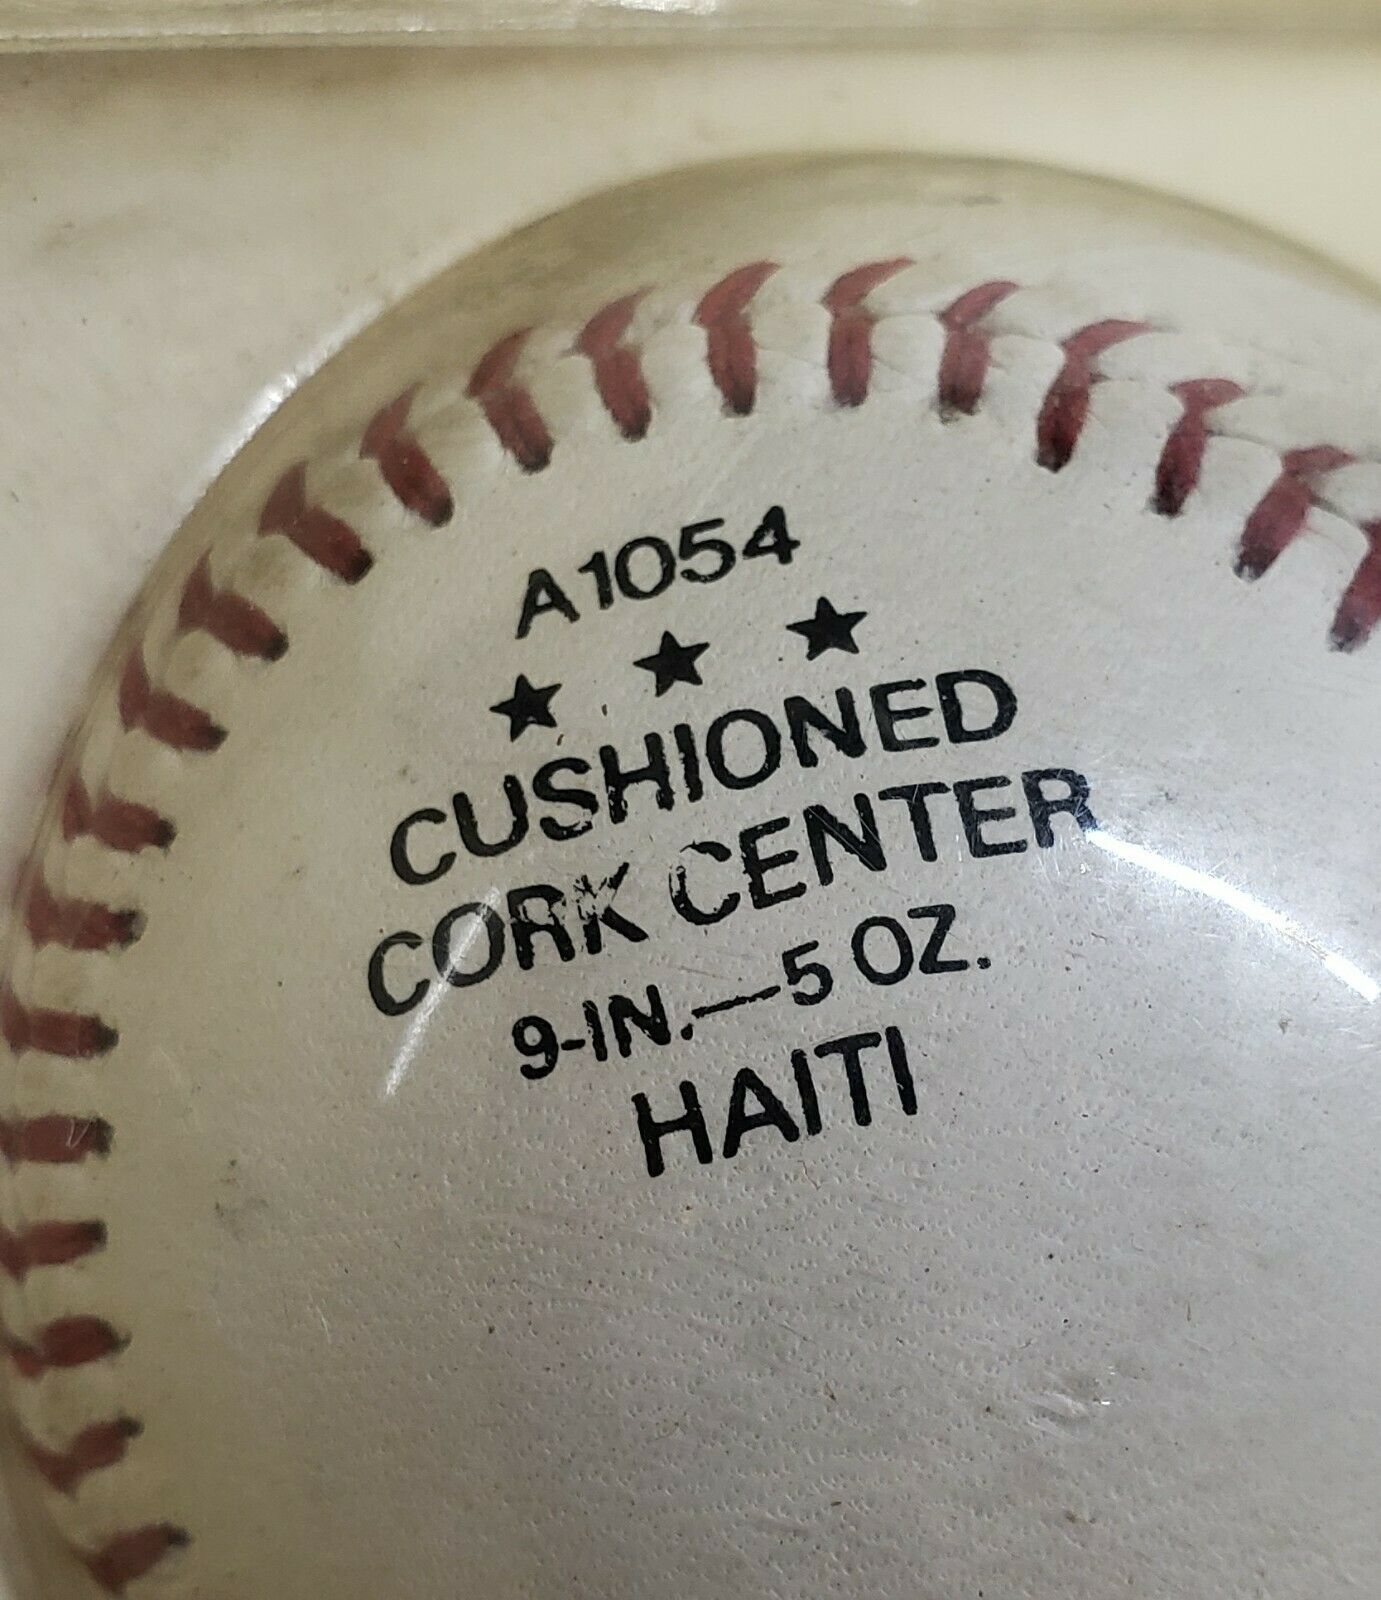 A1054
★ ★ ★
CUSHIONED
CORK CENTER
9-IN.—5 OZ.
HAITI